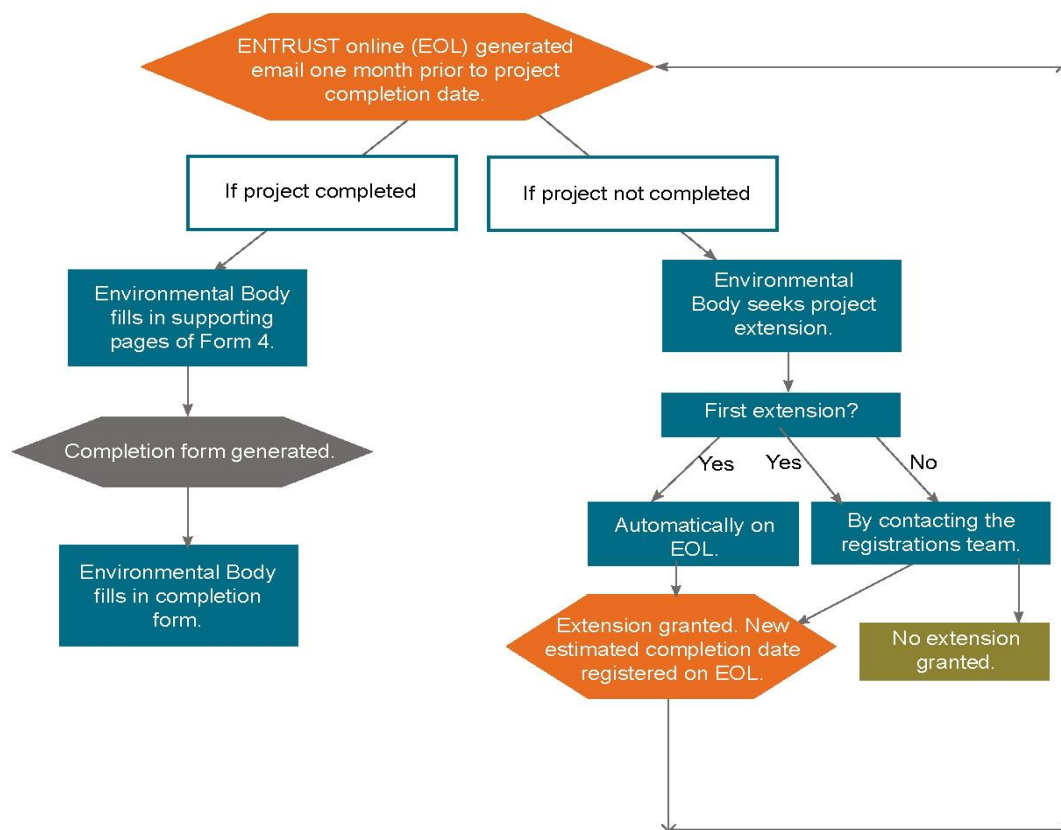 ENTRUST online (EOL) generated
email one month prior to project
completion date.
If project completed
If project not completed
Environmental Body
fills in supporting
pages of Form 4.
Environmental
Body seeks project
extension.
First extension?
Completion form generated.
Yes
Yes
No
Automatically on
EOL.
By contacting the
registrations team.
Environmental Body
fills in completion
form.
Extension granted. New
estimated completion date
registered on EOL.
No extension
granted.